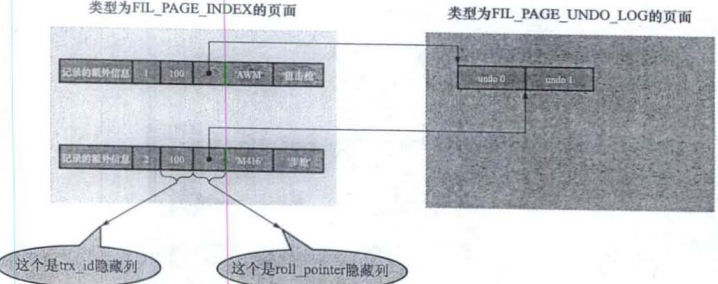 类型为FIL_PAGE_INDEX的页面
类型为FIL_PAGE_UNDO_LOG的页面
记录的额外信息 1 100 'AWM' '狙击枪'
undo 0 undo 1
记录的额外信息 2 100 'M416' '步枪'
这个是trx_id隐藏列
这个是roll_pointer隐藏列